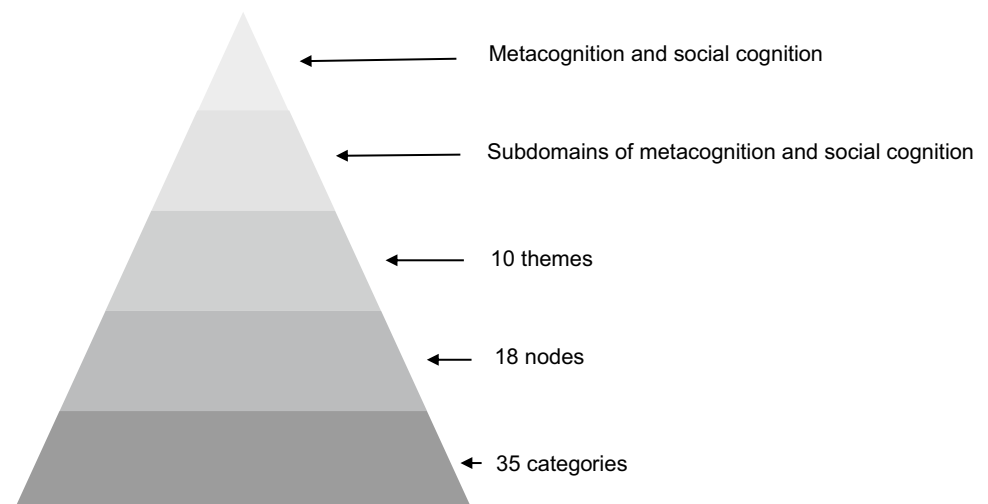 Metacognition and social cognition
Subdomains of metacognition and social cognition
10 themes
18 nodes
35 categories